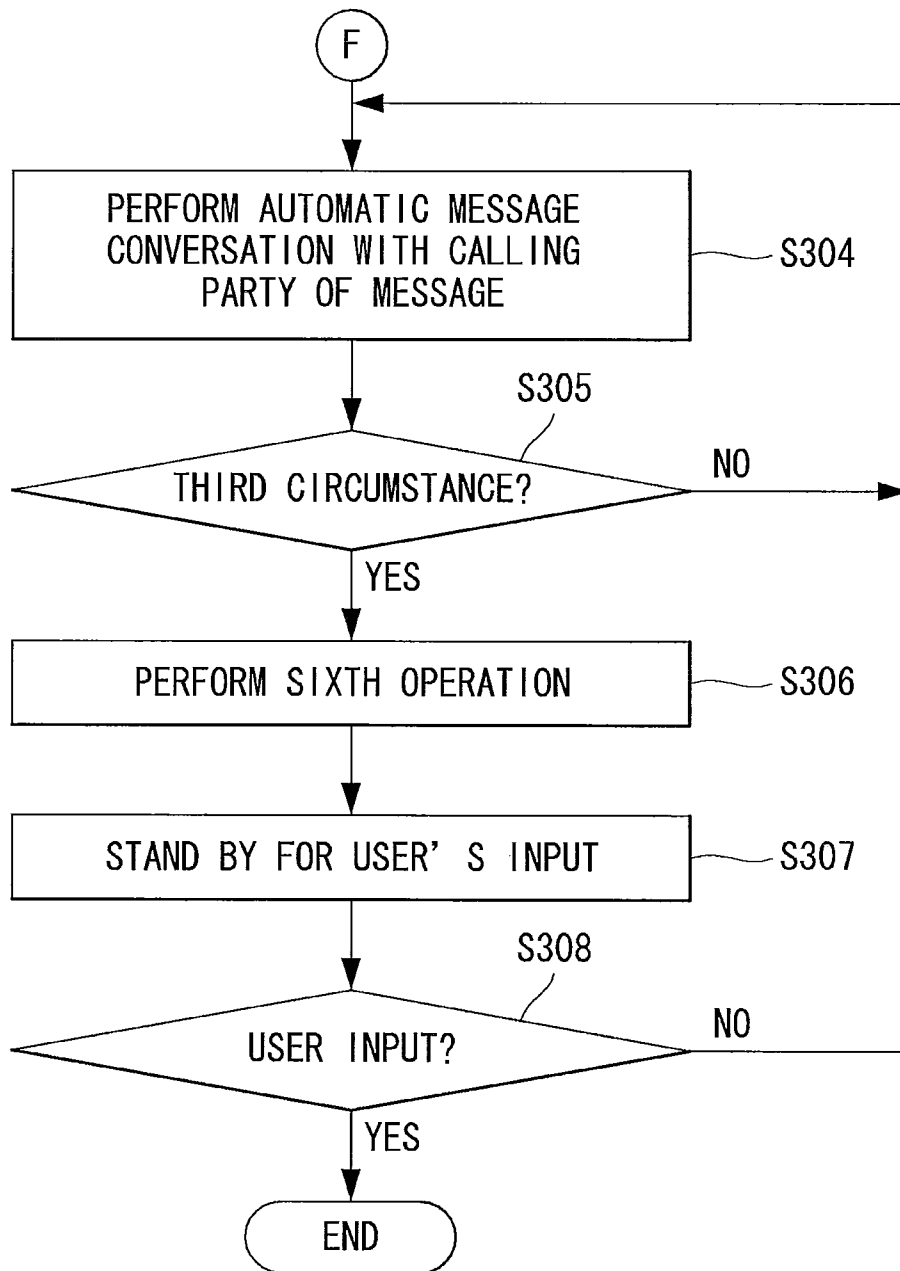 F
PERFORM AUTOMATIC MESSAGE
CONVERSATION WITH CALLING
PARTY OF MESSAGE
S304
S305
THIRD CIRCUMSTANCE?
NO
YES
PERFORM SIXTH OPERATION
S306
STAND BY FOR USER'S INPUT
S307
S308
USER INPUT?
NO
YES
END